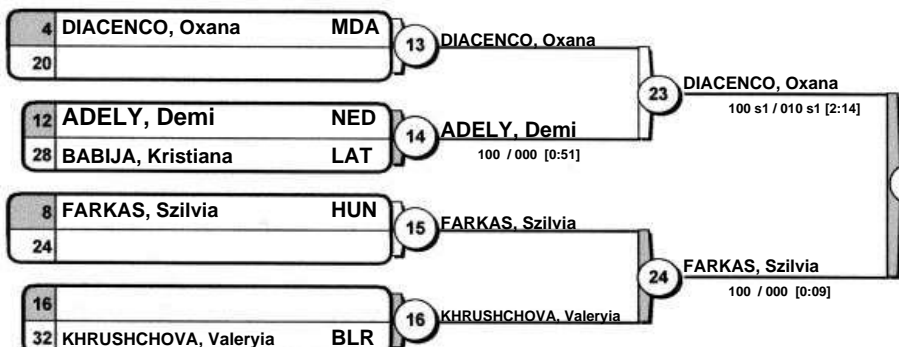 4 DIACENCO, Oxana MDA
20
13
DIACENCO, Oxana
12 ADELY, Demi NED
28 BABIJA, Kristiana LAT
14
ADELY, Demi
100 / 000 [0:51]
23
DIACENCO, Oxana
100 s1 / 010 s1 [2:14]
8 FARKAS, Szilvia HUN
24
15
FARKAS, Szilvia
16
32 KHRUSHCHOVA, Valeryia BLR
16
KHRUSHCHOVA, Valeryia
24
FARKAS, Szilvia
100 / 000 [0:09]